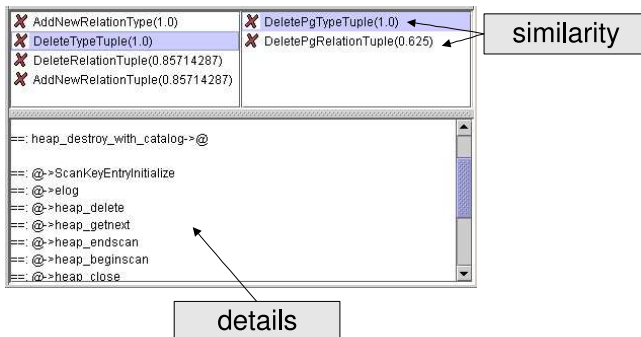 AddNewRelationType(1.0)
DeleteTypeTuple(1.0)
DeleteRelationTuple(0.85714287)
AddNewRelationTuple(0.85714287)
DeletePgTypeTuple(1.0)
DeletePgRelationTuple(0.625)
similarity
==: heap_destroy_with_catalog->@
==: @->ScanKeyEntryInitialize
==: @->elog
==: @->heap_delete
==: @->heap_getnext
==: @->heap_endscan
==: @->heap_beginscan
==: @->heap_close
details